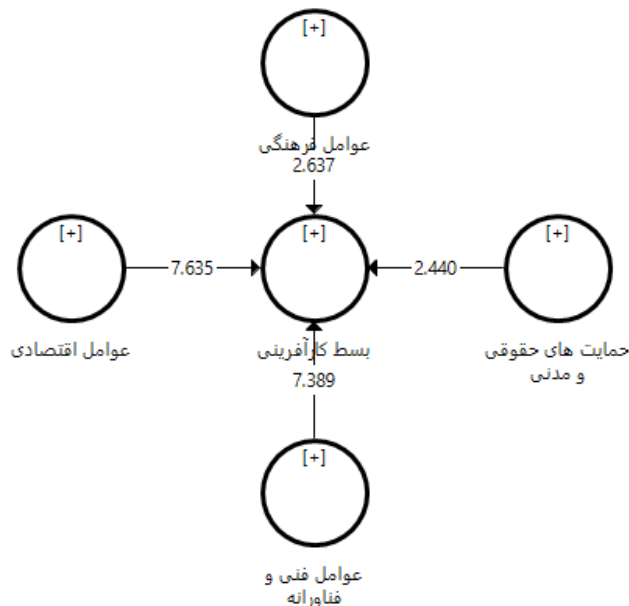 [+]
عوامل فرهنگی
2.637
[+]
[+]
[+]
7.635
2.440
عوامل اقتصادی
بسط کارآفرینی
حمایت های حقوقی
و مدنی
7.389
[+]
عوامل فنی و
فناورانه